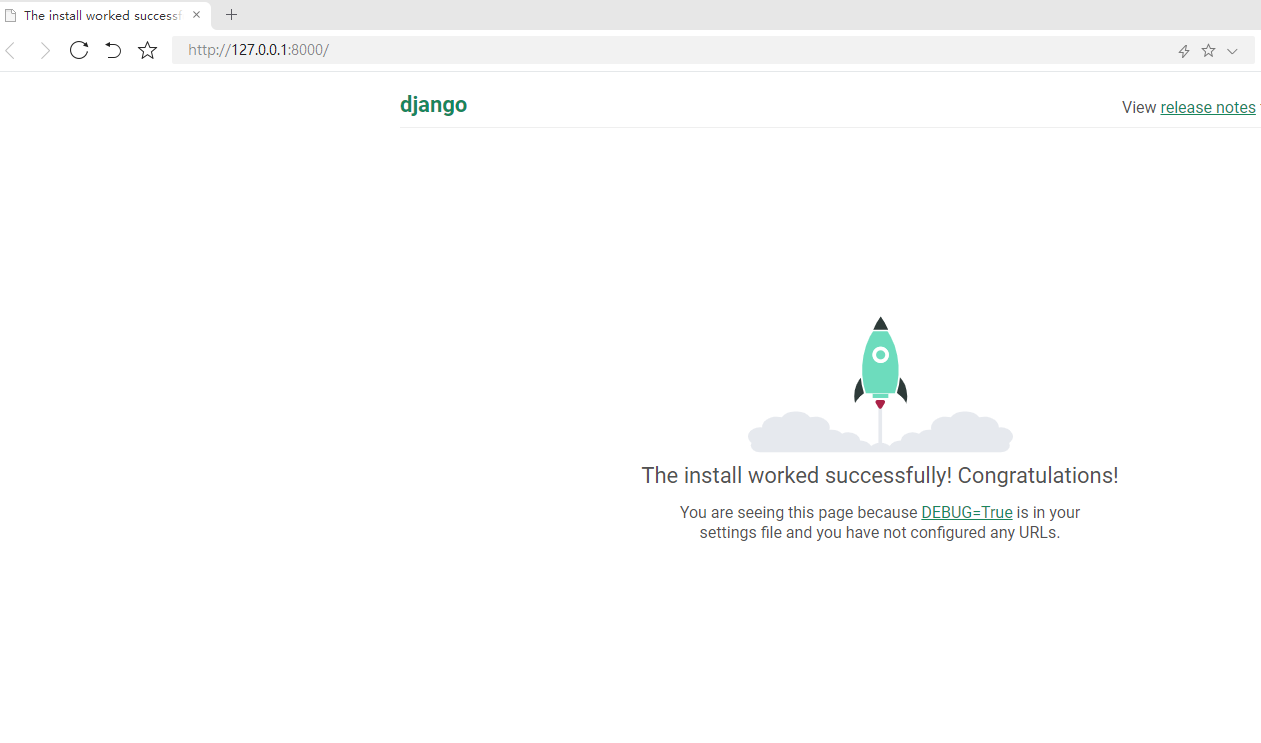 The install worked successf
http://127.0.0.1:8000/
django
View release notes
The install worked successfully! Congratulations!
You are seeing this page because DEBUG=True is in your
settings file and you have not configured any URLs.